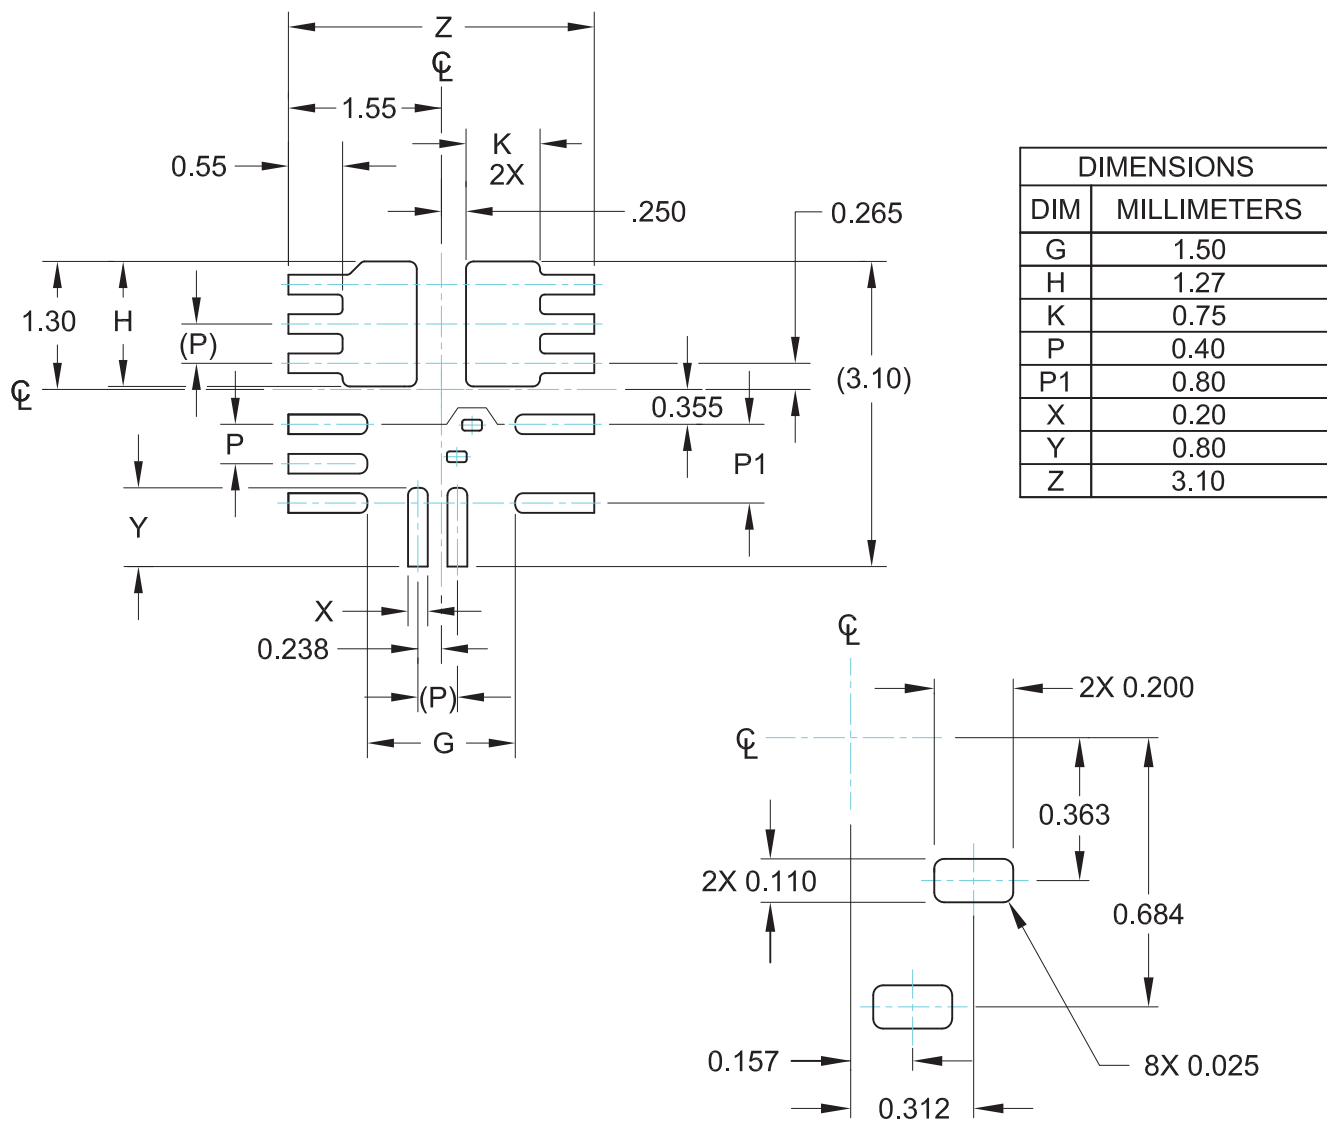 Z
℄
1.55
K
2X
0.55
.250
0.265
1.30
H
(P)
℄
(3.10)
0.355
P
P1
Y
X
0.238
(P)
G
DIMENSIONS
DIM MILLIMETERS
G 1.50
H 1.27
K 0.75
P 0.40
P1 0.80
X 0.20
Y 0.80
Z 3.10
℄
2X 0.200
℄
0.363
2X 0.110
0.684
0.157
8X 0.025
0.312